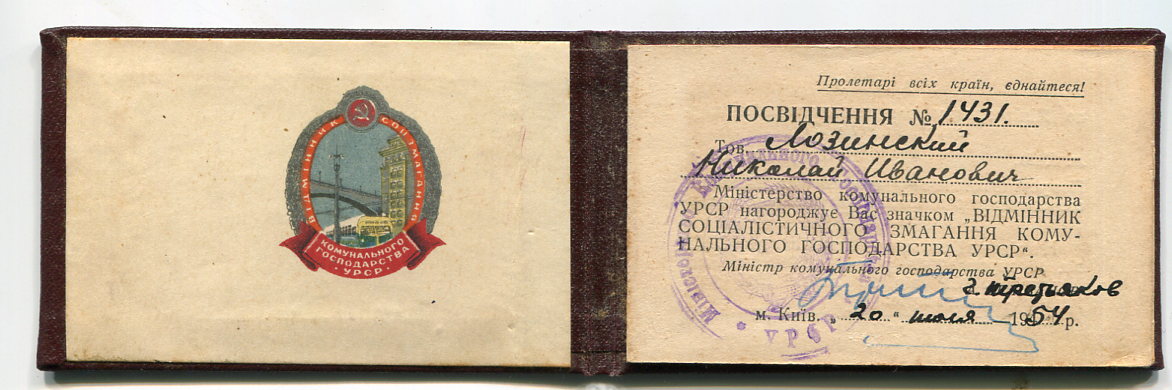 ВІДМІННИК СОЦЗМАГАННЯ
КОМУНАЛЬНОГО
ГОСПОДАРСТВА
УРСР
Пролетарі всіх країн, єднайтеся!
ПОСВІДЧЕННЯ № 1431.
Тов. Лозинский
Николай Иванович
Міністерство комунального господарства
УРСР нагороджує Вас значком „ВІДМІННИК
СОЦІАЛІСТИЧНОГО ЗМАГАННЯ КОМУ-
НАЛЬНОГО ГОСПОДАРСТВА УРСР“.
Міністр комунального господарства УРСР
м. Київ. „20“ июля 1954 р.
УРСР